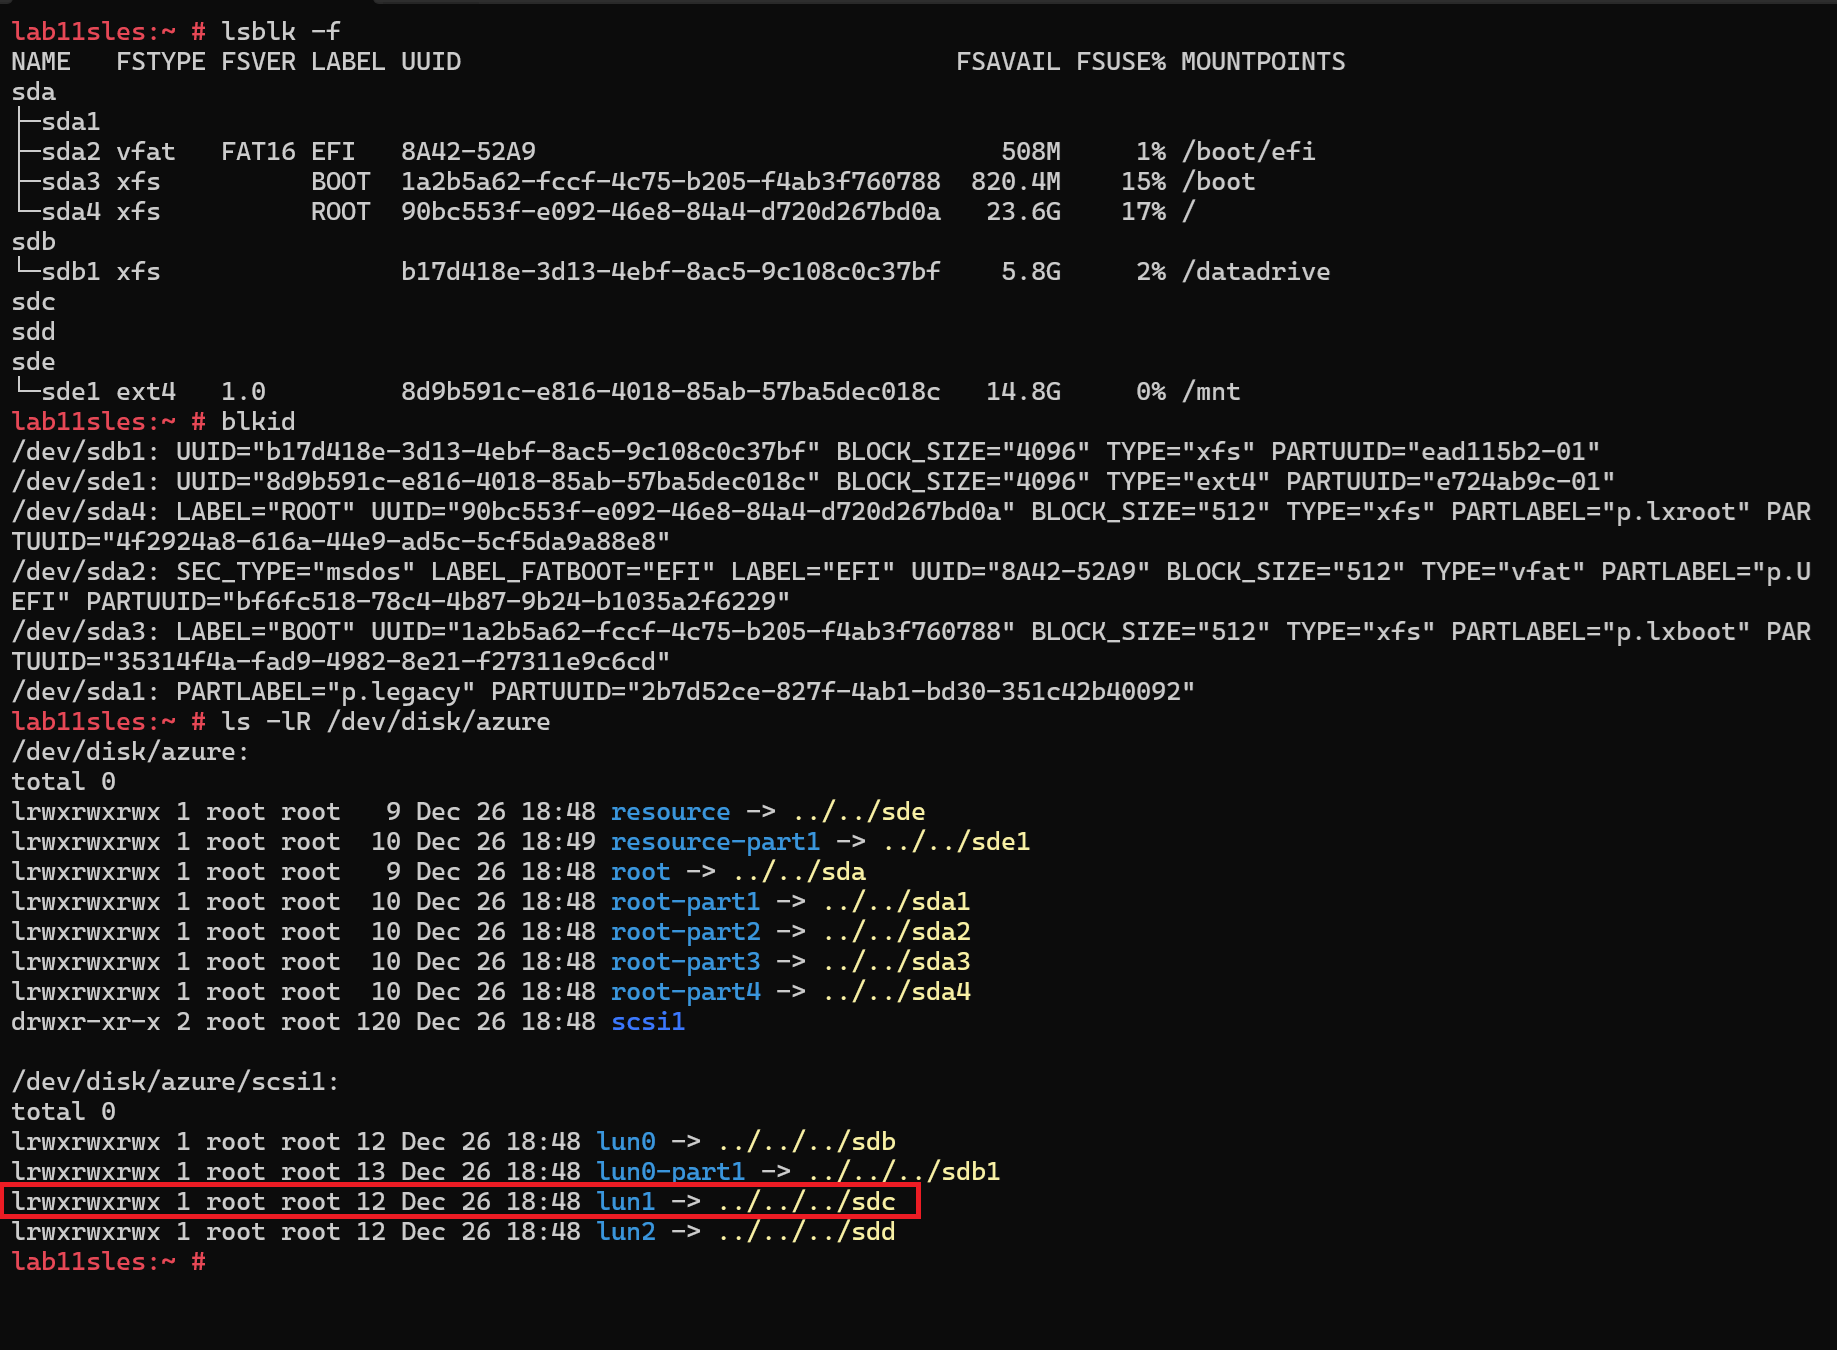 lab11sles:~ # lsblk -f
NAME   FSTYPE FSVER LABEL UUID                                 FSAVAIL FSUSE% MOUNTPOINTS
sda
├─sda1
├─sda2 vfat   FAT16 EFI   8A42-52A9                               508M     1% /boot/efi
├─sda3 xfs          BOOT  1a2b5a62-fccf-4c75-b205-f4ab3f760788  820.4M    15% /boot
└─sda4 xfs          ROOT  90bc553f-e092-46e8-84a4-d720d267bd0a   23.6G    17% /
sdb
└─sdb1 xfs                b17d418e-3d13-4ebf-8ac5-9c108c0c37bf    5.8G     2% /datadrive
sdc
sdd
sde
└─sde1 ext4   1.0         8d9b591c-e816-4018-85ab-57ba5dec018c   14.8G     0% /mnt
lab11sles:~ # blkid
/dev/sdb1: UUID="b17d418e-3d13-4ebf-8ac5-9c108c0c37bf" BLOCK_SIZE="4096" TYPE="xfs" PARTUUID="ead115b2-01"
/dev/sde1: UUID="8d9b591c-e816-4018-85ab-57ba5dec018c" BLOCK_SIZE="4096" TYPE="ext4" PARTUUID="e724ab9c-01"
/dev/sda4: LABEL="ROOT" UUID="90bc553f-e092-46e8-84a4-d720d267bd0a" BLOCK_SIZE="512" TYPE="xfs" PARTLABEL="p.lxroot" PAR
TUUID="4f2924a8-616a-44e9-ad5c-5cf5da9a88e8"
/dev/sda2: SEC_TYPE="msdos" LABEL_FATBOOT="EFI" LABEL="EFI" UUID="8A42-52A9" BLOCK_SIZE="512" TYPE="vfat" PARTLABEL="p.U
EFI" PARTUUID="bf6fc518-78c4-4b87-9b24-b1035a2f6229"
/dev/sda3: LABEL="BOOT" UUID="1a2b5a62-fccf-4c75-b205-f4ab3f760788" BLOCK_SIZE="512" TYPE="xfs" PARTLABEL="p.lxboot" PAR
TUUID="35314f4a-fad9-4982-8e21-f27311e9c6cd"
/dev/sda1: PARTLABEL="p.legacy" PARTUUID="2b7d52ce-827f-4ab1-bd30-351c42b40092"
lab11sles:~ # ls -lR /dev/disk/azure
/dev/disk/azure:
total 0
lrwxrwxrwx 1 root root   9 Dec 26 18:48 resource -> ../../sde
lrwxrwxrwx 1 root root  10 Dec 26 18:49 resource-part1 -> ../../sde1
lrwxrwxrwx 1 root root   9 Dec 26 18:48 root -> ../../sda
lrwxrwxrwx 1 root root  10 Dec 26 18:48 root-part1 -> ../../sda1
lrwxrwxrwx 1 root root  10 Dec 26 18:48 root-part2 -> ../../sda2
lrwxrwxrwx 1 root root  10 Dec 26 18:48 root-part3 -> ../../sda3
lrwxrwxrwx 1 root root  10 Dec 26 18:48 root-part4 -> ../../sda4
drwxr-xr-x 2 root root 120 Dec 26 18:48 scsi1

/dev/disk/azure/scsi1:
total 0
lrwxrwxrwx 1 root root 12 Dec 26 18:48 lun0 -> ../../../sdb
lrwxrwxrwx 1 root root 13 Dec 26 18:48 lun0-part1 -> ../../../sdb1
lrwxrwxrwx 1 root root 12 Dec 26 18:48 lun1 -> ../../../sdc
lrwxrwxrwx 1 root root 12 Dec 26 18:48 lun2 -> ../../../sdd
lab11sles:~ #